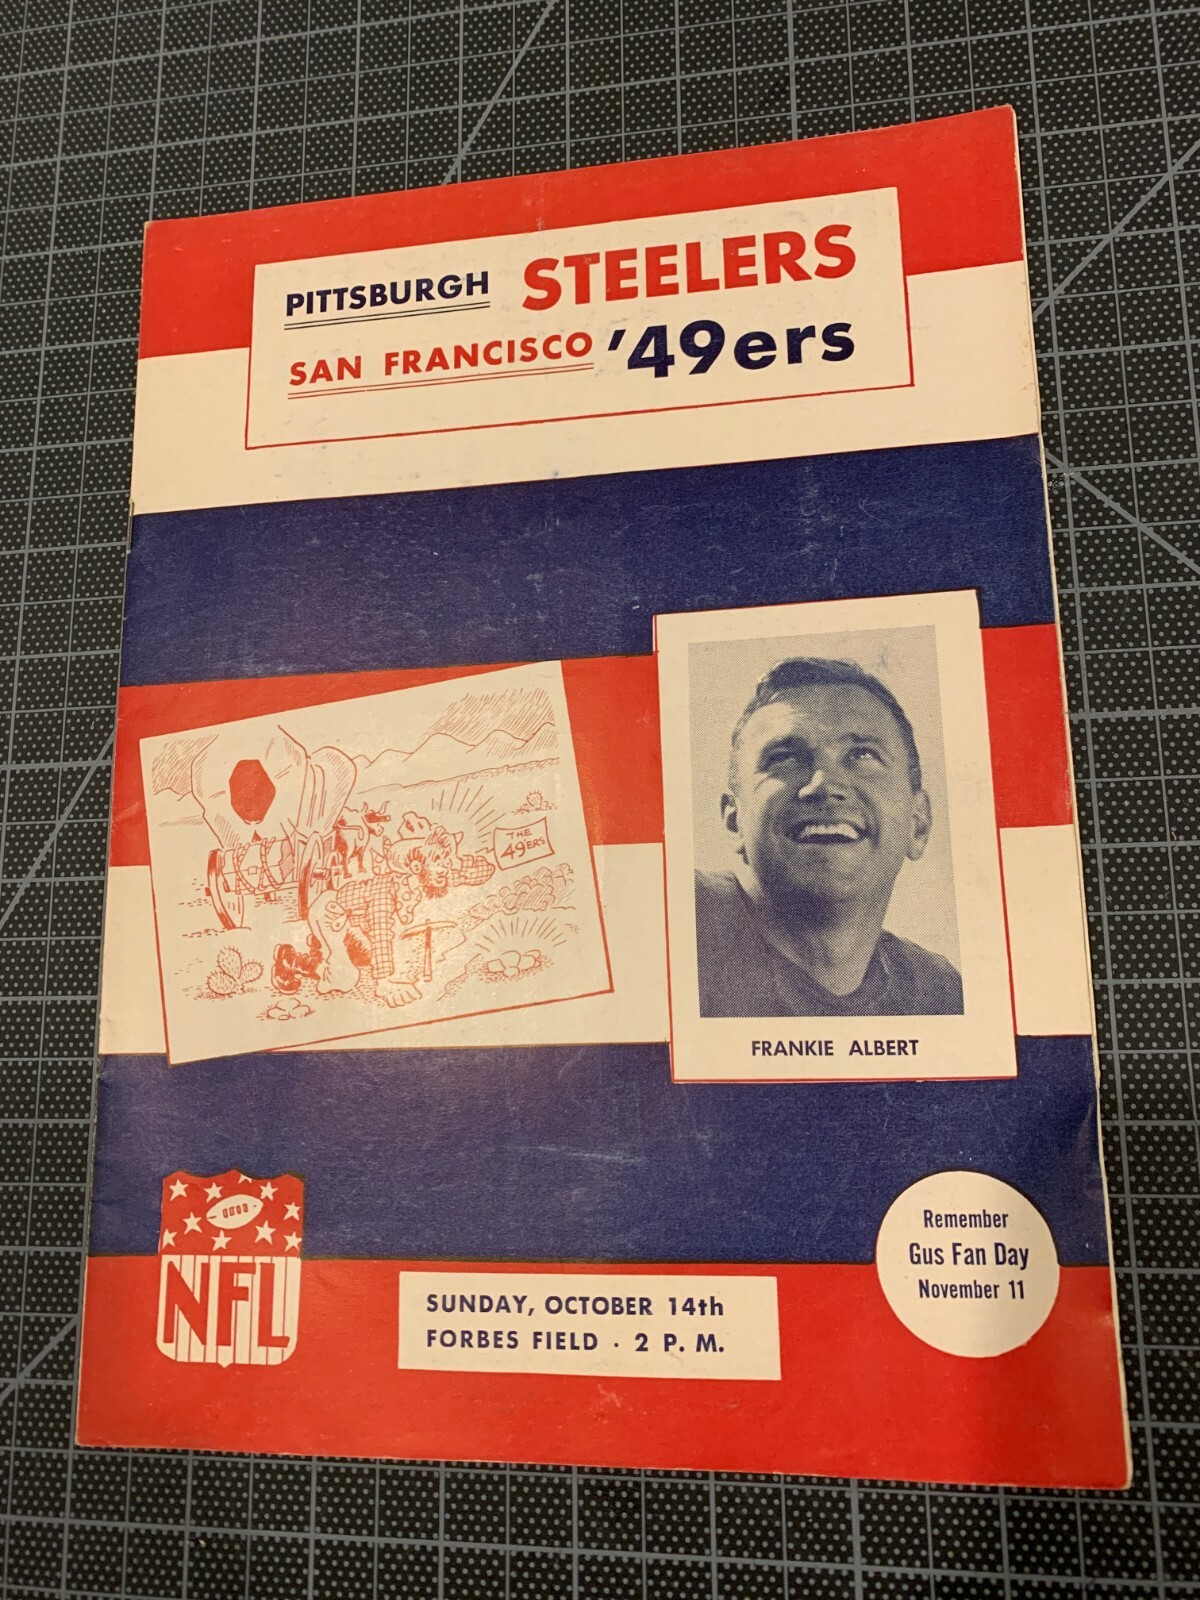 PITTSBURGH STEELERS
SAN FRANCISCO '49ers
THE
49ERS
FRANKIE ALBERT
NFL
Remember
Gus Fan Day
November 11
SUNDAY, OCTOBER 14th
FORBES FIELD · 2 P. M.